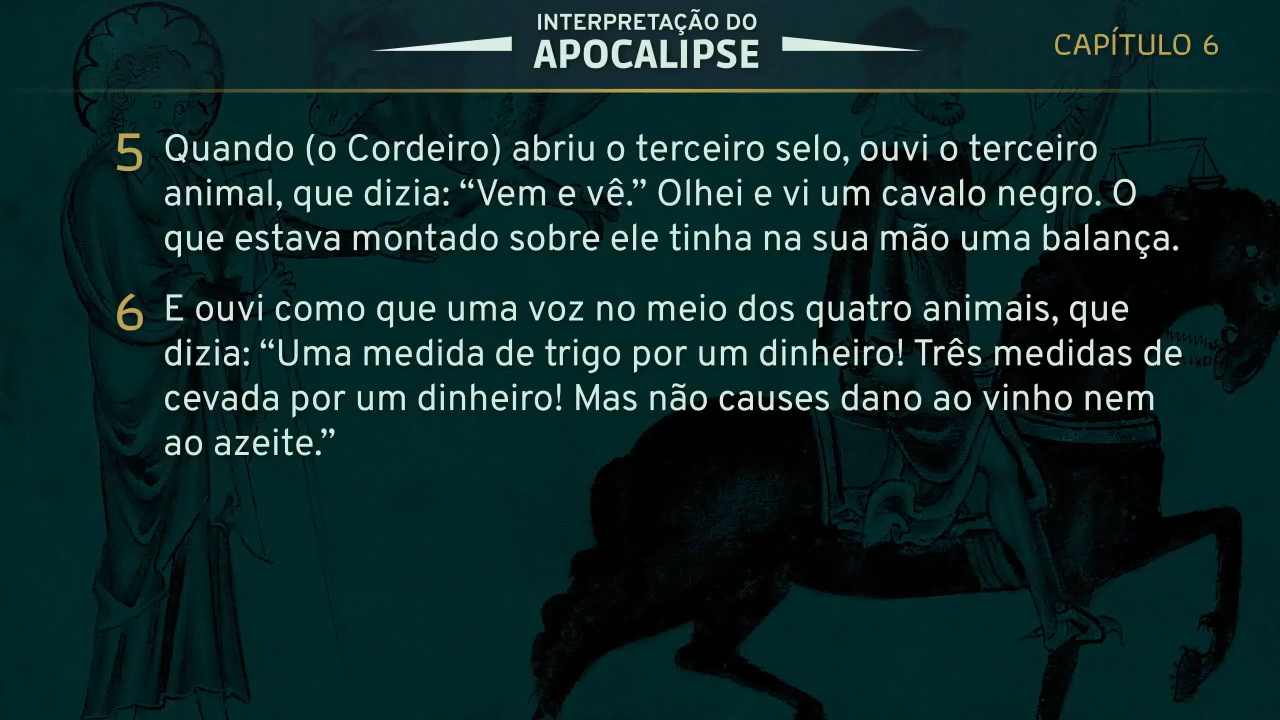 INTERPRETAÇÃO DO
APOCALIPSE
CAPÍTULO 6
5 Quando (o Cordeiro) abriu o terceiro selo, ouvi o terceiro
animal, que dizia: “Vem e vê.” Olhei e vi um cavalo negro. O
que estava montado sobre ele tinha na sua mão uma balança.
6 E ouvi como que uma voz no meio dos quatro animais, que
dizia: “Uma medida de trigo por um dinheiro! Três medidas de
cevada por um dinheiro! Mas não causes dano ao vinho nem
ao azeite.”